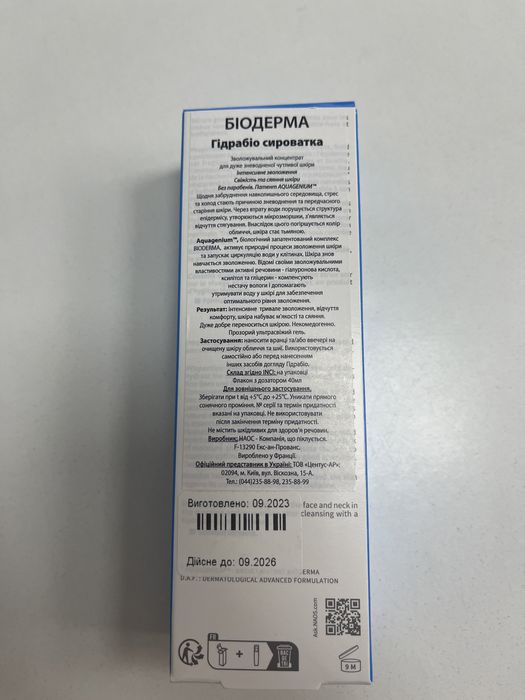 БІОДЕРМА
Гідрабіо сироватка
Зволожувальний концентрат
для дуже зневодненої чутливої шкіри
Інтенсивне зволоження
Свіжість та сяяння шкіри
Без парабенів. Патент AQUAGENIUM™
Щодня забруднення навколишнього середовища, стрес
та холод стають причиною зневоднення та передчасного
старіння шкіри. Через втрату води порушується структура
епідермісу, утворюються мікрозморшки, з'являється
відчуття стягування. Внаслідок цього погіршується колір
обличчя, шкіра стає тьмяною.
Aquagenium™, біологічний запатентований комплекс
BIODERMA, активує природні процеси зволоження шкіри
та запускає циркуляцію води у клітинах. Шкіра знов
навчається зволоженню. Відомі своїми зволожувальними
властивостями активні речовини - гіалуронова кислота,
ксилітол та гліцерин - компенсують
нестачу вологи і допомагають
утримувати воду у шкірі для забезпечення
оптимального рівня зволоження.
Результат: інтенсивне тривале зволоження, відчуття
комфорту, шкіра набуває м'якості та сяяння.
Дуже добре переноситься шкірою. Некомедогенно.
Прозорий ультрасвіжий гель.
Застосування: наносити вранці та/або ввечері на
очищену шкіру обличчя та шиї. Використовується
самостійно або перед нанесенням
інших засобів догляду Гідрабіо.
Склад згідно INCI: на упаковці
Флакон з дозатором 40мл
Для зовнішнього застосування.
Зберігати при t від +5°C до +25°C. Уникати прямого
сонячного проміння. № серії та термін придатності
вказані на упаковці. Не використовувати
після закінчення терміну придатності.
Не містить шкідливих для здоров'я речовин.
Виробник: НАОС - Компанія, що піклується.
F-13290 Екс-ан-Прованс.
Вироблено у Франції.
Офіційний представник в Україні: ТОВ «Центус-АР»:
02094, м. Київ, вул. Віскозна, 15-А.
Тел.: (044)235-88-98, 235-88-99
Виготовлено: 09.2023
face and neck in
cleansing with a
Дійсне до: 09.2026
ERMA
D.A.F. : DERMATOLOGICAL ADVANCED FORMULATION
Ask.NAOS.com
FR
BAC
DE
TRI
9 M